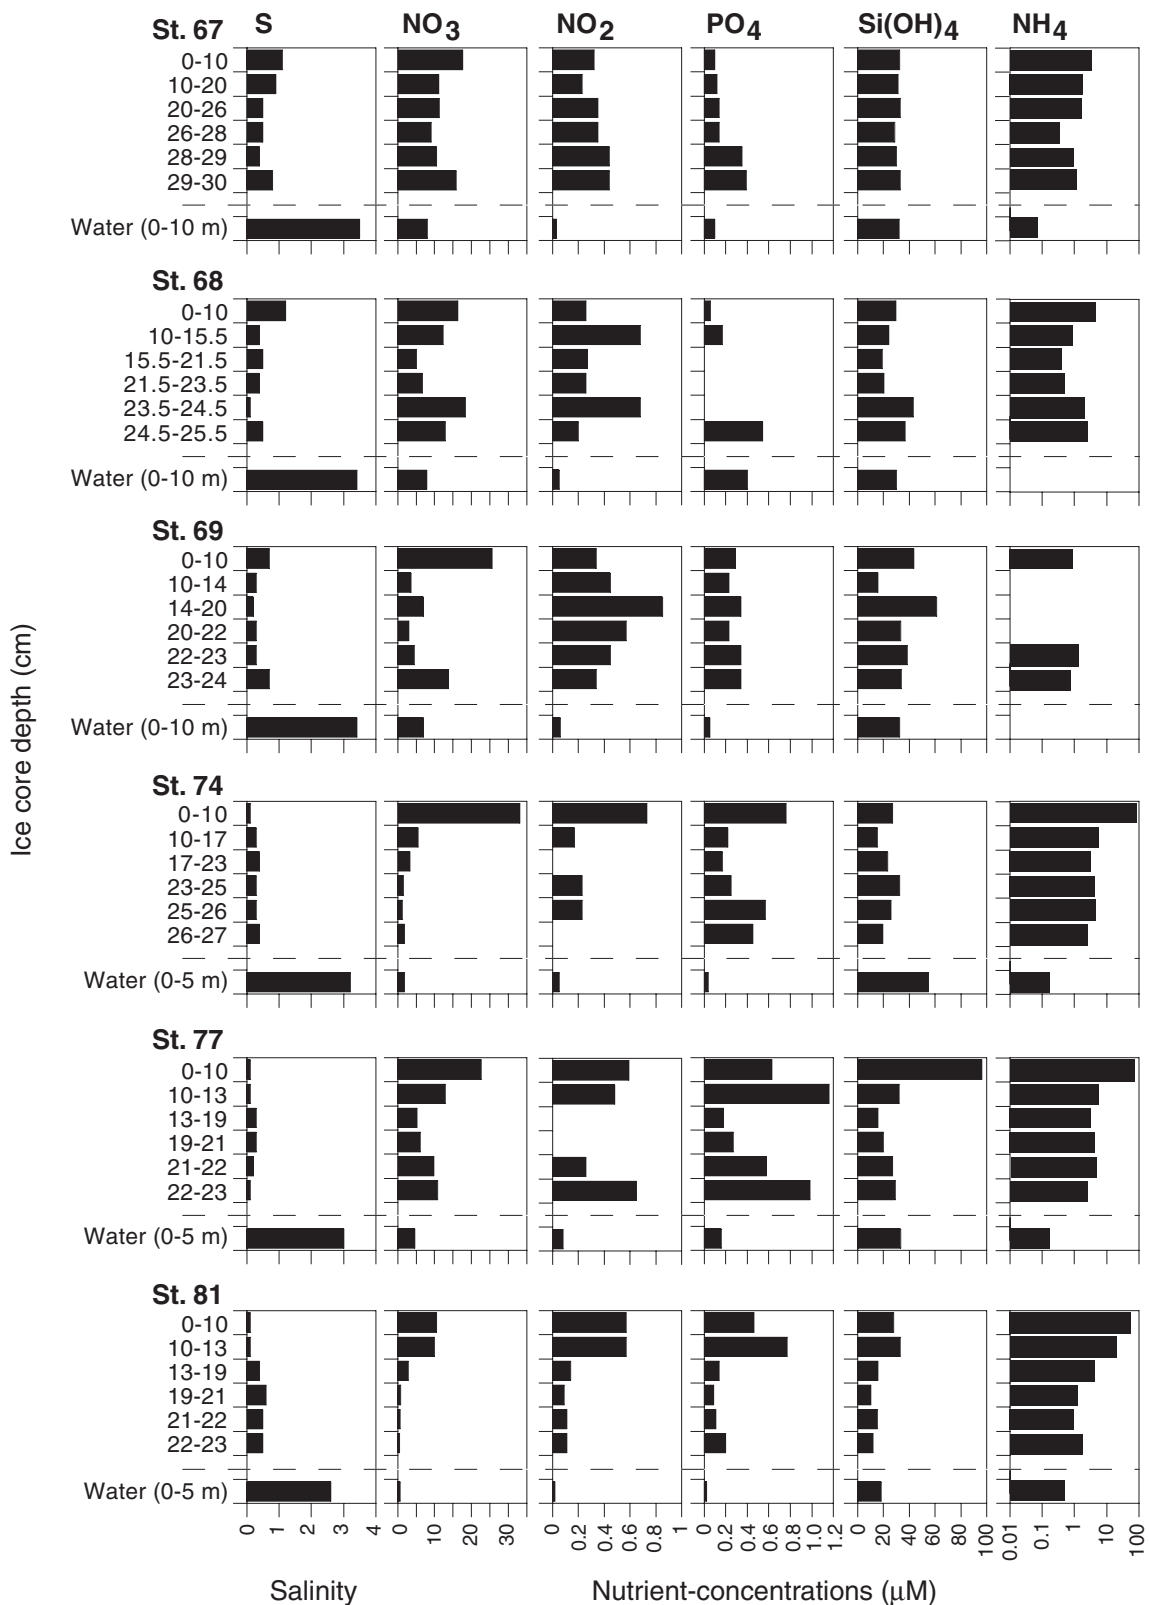 St. 67 S NO3 NO2 PO4 Si(OH)4 NH4
0-10
10-20
20-26
26-28
28-29
29-30
Water (0-10 m)
St. 68
0-10
10-15.5
15.5-21.5
21.5-23.5
23.5-24.5
24.5-25.5
Water (0-10 m)
St. 69
0-10
10-14
14-20
20-22
22-23
23-24
Water (0-10 m)
Ice core depth (cm)
St. 74
0-10
10-17
17-23
23-25
25-26
26-27
Water (0-5 m)
St. 77
0-10
10-13
13-19
19-21
21-22
22-23
Water (0-5 m)
St. 81
0-10
10-13
13-19
19-21
21-22
22-23
Water (0-5 m)
0 1 2 3 4 0 10 20 30 0 0.2 0.4 0.6 0.8 1 0 0.2 0.4 0.6 0.8 1.0 1.2 0 20 40 60 80 100 0.01 0.1 1 10 100
Salinity Nutrient-concentrations (µM)